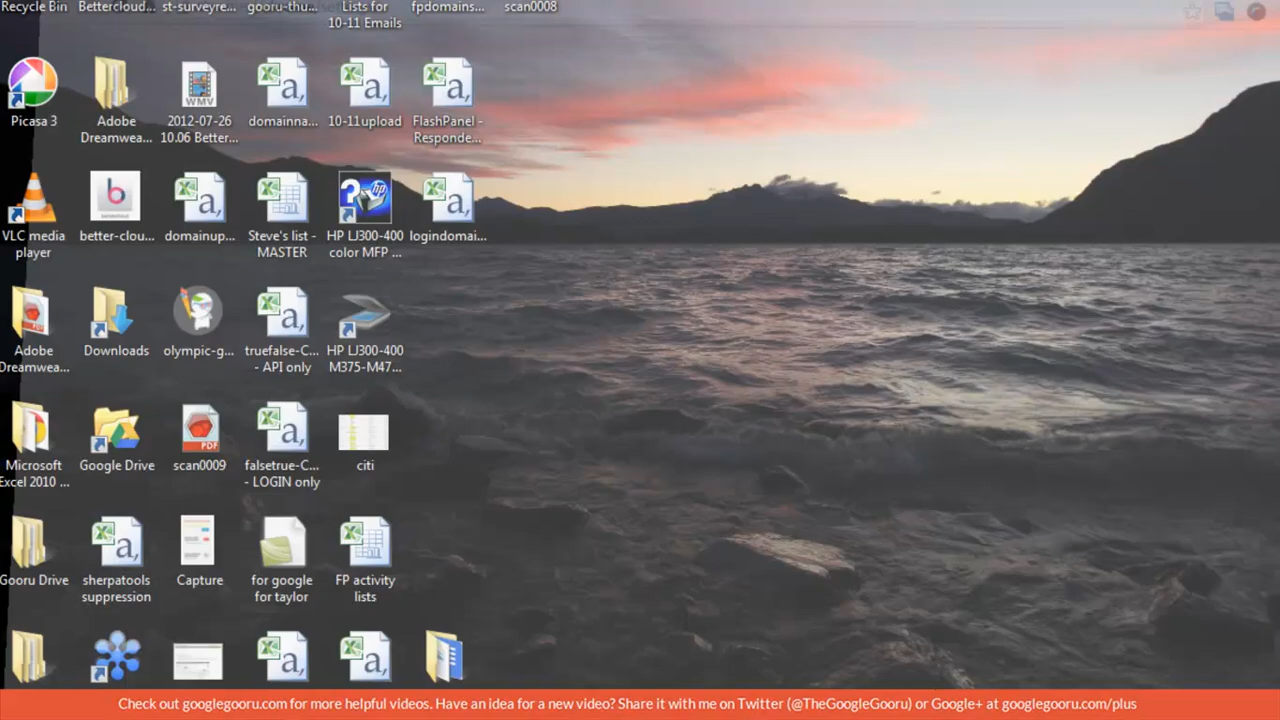 Recycle Bin
Bettercloud...
st-surveyre...
gooru-thu...
Lists for
10-11 Emails
fpdomains...
scan0008
Picasa 3
Adobe
Dreamwea...
WMV
2012-07-26
10.06 Better...
domainna...
10-11upload
FlashPanel -
Responde...
VLC media
player
better-clou...
domainup...
Steve's list -
MASTER
HP LJ300-400
color MFP ...
logindomai...
Adobe
Dreamwea...
Downloads
olympic-g...
truefalse-C...
- API only
HP LJ300-400
M375-M47...
Microsoft
Excel 2010 ...
Google Drive
PDF
scan0009
falsetrue-C...
- LOGIN only
citi
Gooru Drive
sherpatools
suppression
Capture
for google
for taylor
FP activity
lists
Check out googlegooru.com for more helpful videos. Have an idea for a new video? Share it with me on Twitter (@TheGoogleGooru) or Google+ at googlegooru.com/plus